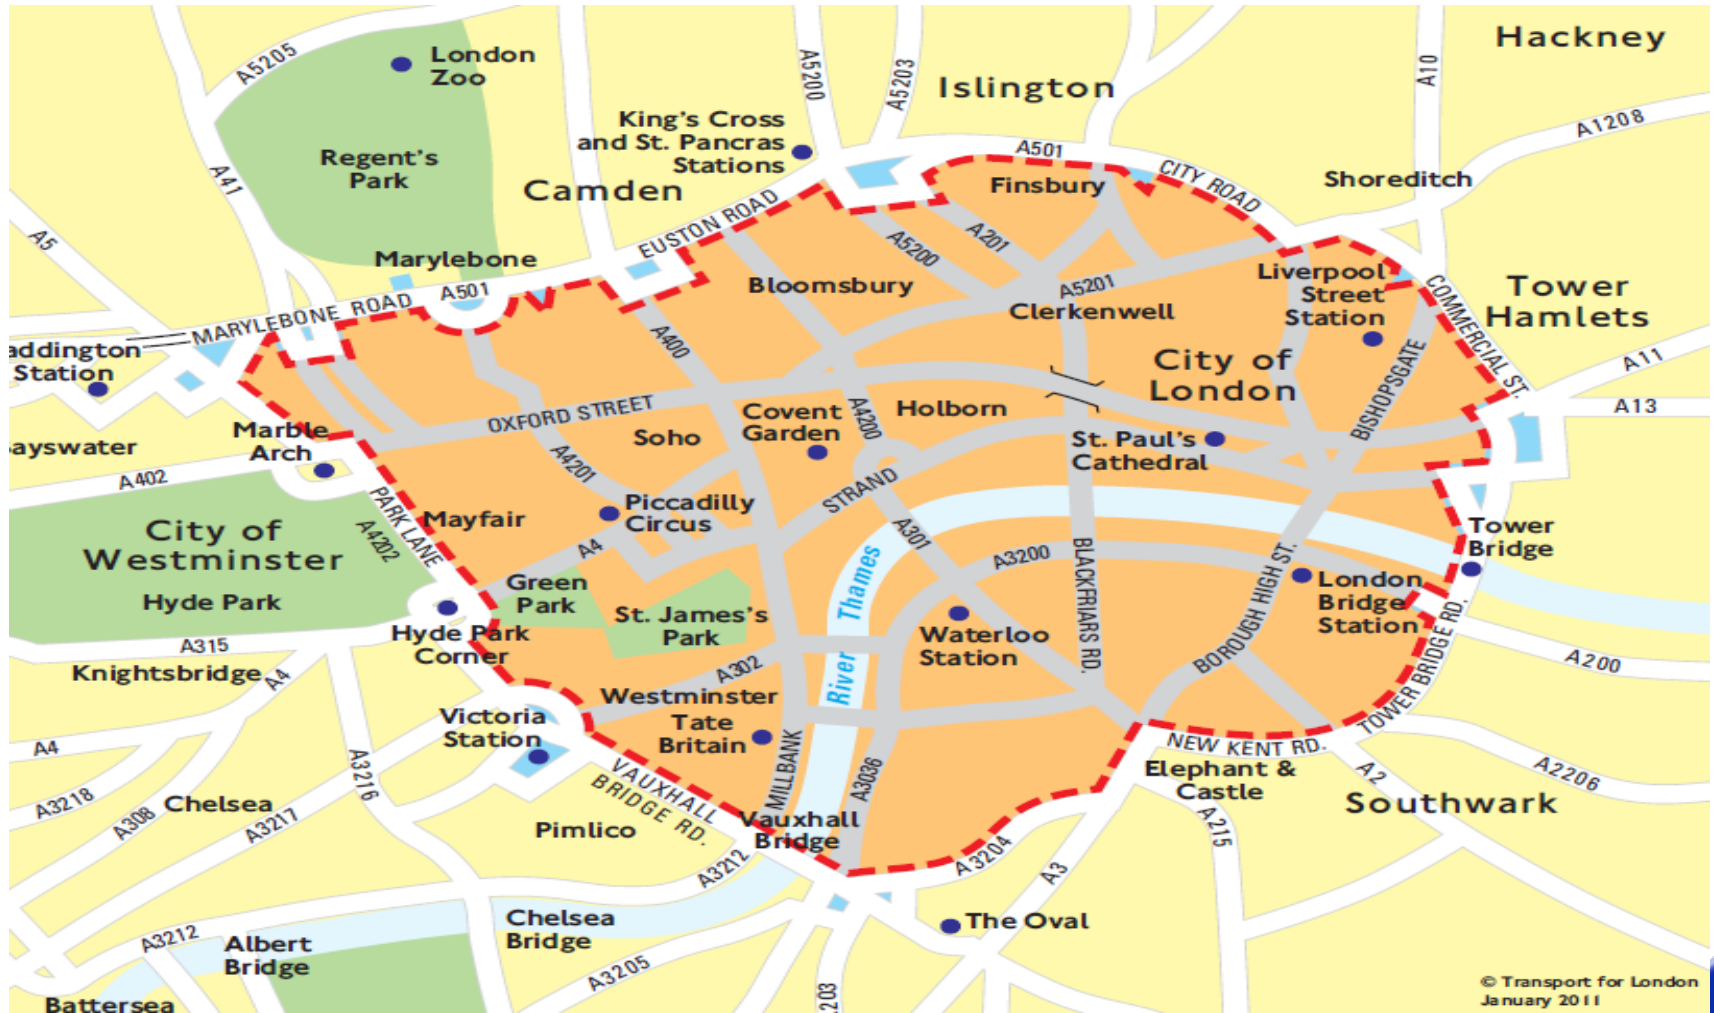 Hackney
A5205
London
Zoo
A5200
A5203
Islington
A10
A1208
King's Cross
and St. Pancras
Stations
A501
CITY ROAD
Shoreditch
Regent's
Park
A41
Camden
Finsbury
EUSTON ROAD
A5
Marylebone
A5200
A201
Liverpool
Street
Station
COMMERCIAL ST.
Tower
Hamlets
MARYLEBONE ROAD
A501
Bloomsbury
A5201
Clerkenwell
A400
addington
Station
City of
London
BISHOPSGATE
A11
A13
OXFORD STREET
Covent
Garden
A4200
Holborn
Soho
Marble
Arch
ayswater
St. Paul's
Cathedral
A402
A4201
STRAND
PARK LANE
A4202
Mayfair
Piccadilly
Circus
City of
Westminster
A4
A301
A3200
BLACKFRIARS RD.
Tower
Bridge
Hyde Park
Green
Park
St. James's
Park
River Thames
London
Bridge
Station
BOROUGH HIGH ST.
Hyde Park
Corner
Waterloo
Station
TOWER BRIDGE RD.
A315
A200
Knightsbridge
A4
A302
Westminster
Victoria
Station
Tate
Britain
A4
A3216
MILLBANK
A3036
NEW KENT RD.
VAUXHALL
BRIDGE RD.
Elephant &
Castle
A2
A2206
A3218
A308
Chelsea
A3217
Pimlico
Vauxhall
Bridge
Southwark
A215
A3212
A3204
A3
Chelsea
Bridge
The Oval
A3212
Albert
Bridge
A3205
203
Battersea
© Transport for London
January 2011